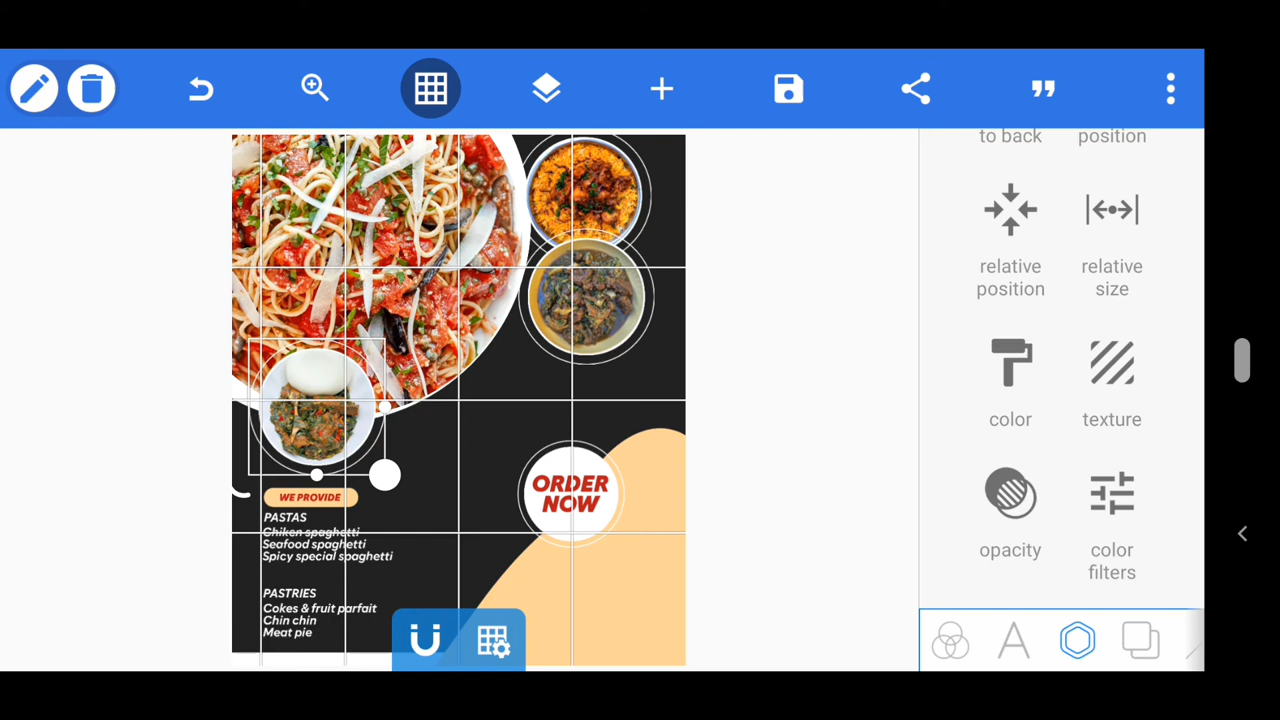 to back
position
relative
position
relative
size
color
texture
opacity
color
filters
ORDER
NOW
WE PROVIDE
PASTAS
Chiken spaghetti
Seafood spaghetti
Spicy special spaghetti
PASTRIES
Cokes & fruit parfait
Chin chin
Meat pie